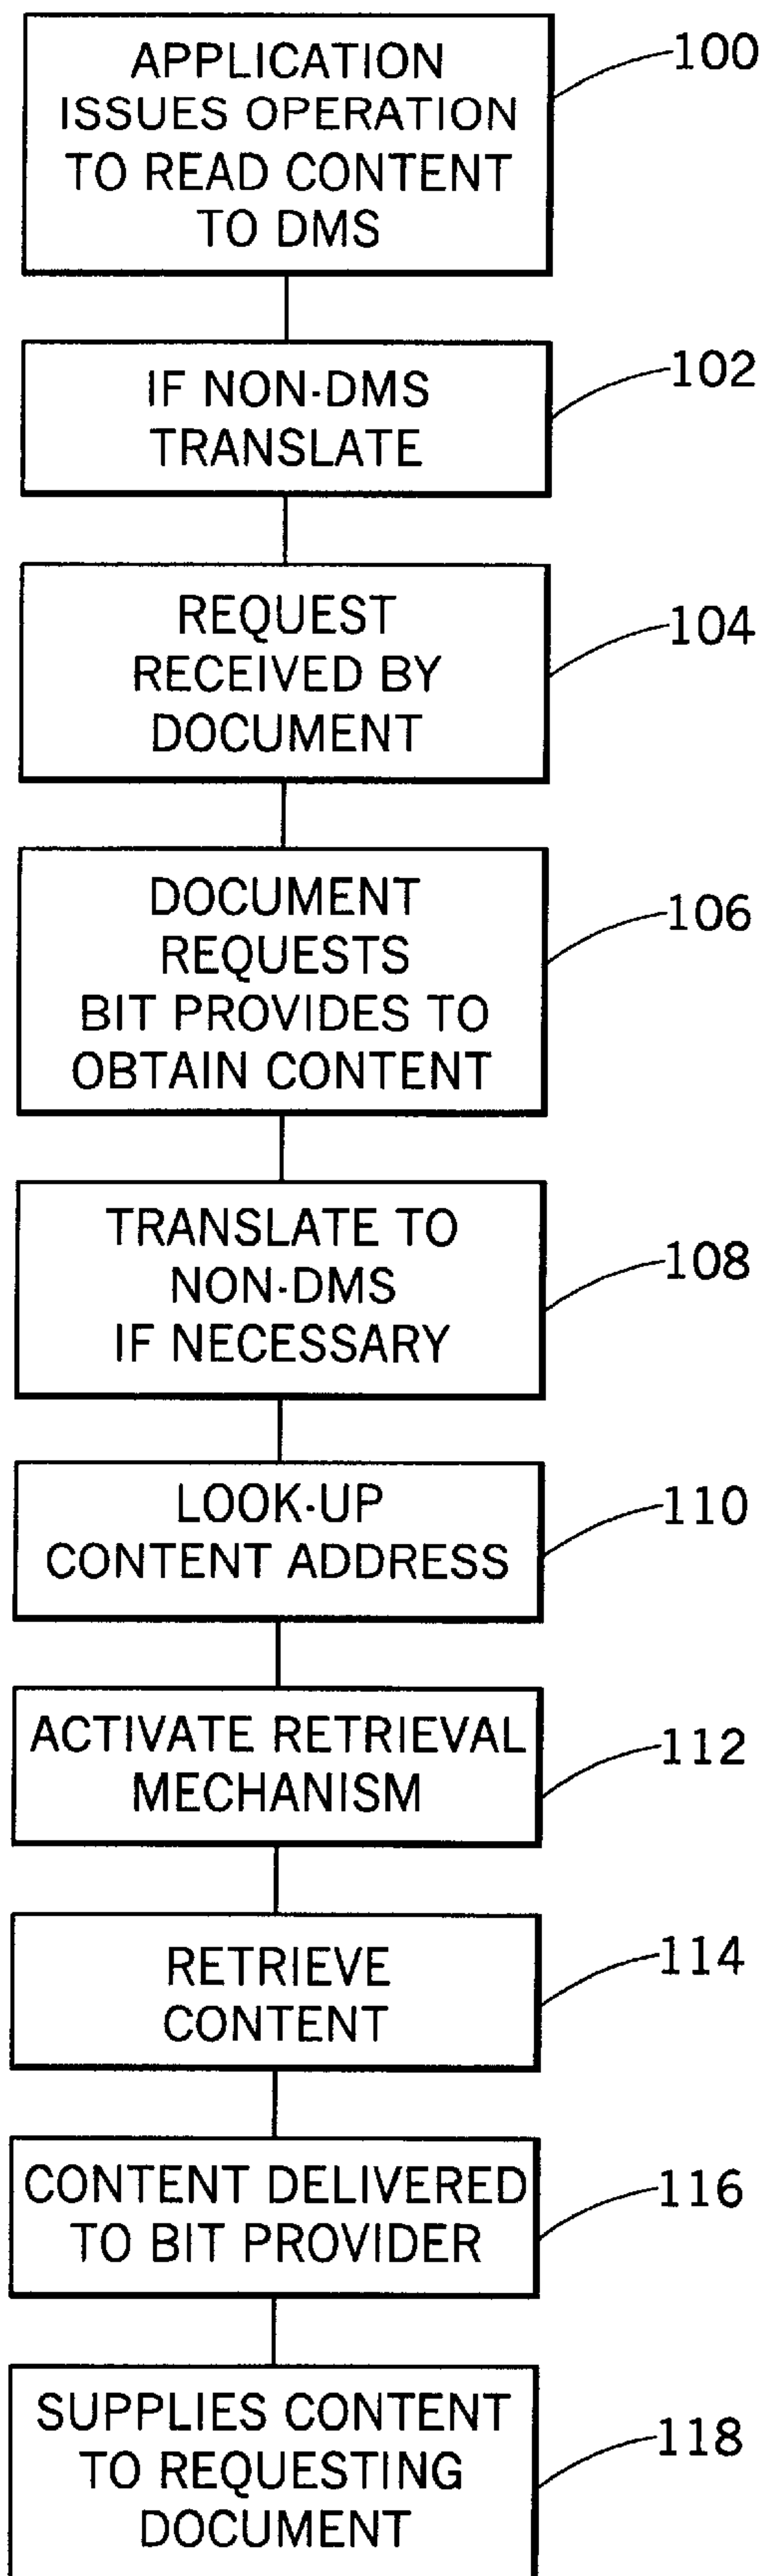 APPLICATION
ISSUES OPERATION
TO READ CONTENT
TO DMS
100
IF NON-DMS
TRANSLATE
102
REQUEST
RECEIVED BY
DOCUMENT
104
DOCUMENT
REQUESTS
BIT PROVIDES TO
OBTAIN CONTENT
106
TRANSLATE TO
NON-DMS
IF NECESSARY
108
LOOK-UP
CONTENT ADDRESS
110
ACTIVATE RETRIEVAL
MECHANISM
112
RETRIEVE
CONTENT
114
CONTENT DELIVERED
TO BIT PROVIDER
116
SUPPLIES CONTENT
TO REQUESTING
DOCUMENT
118